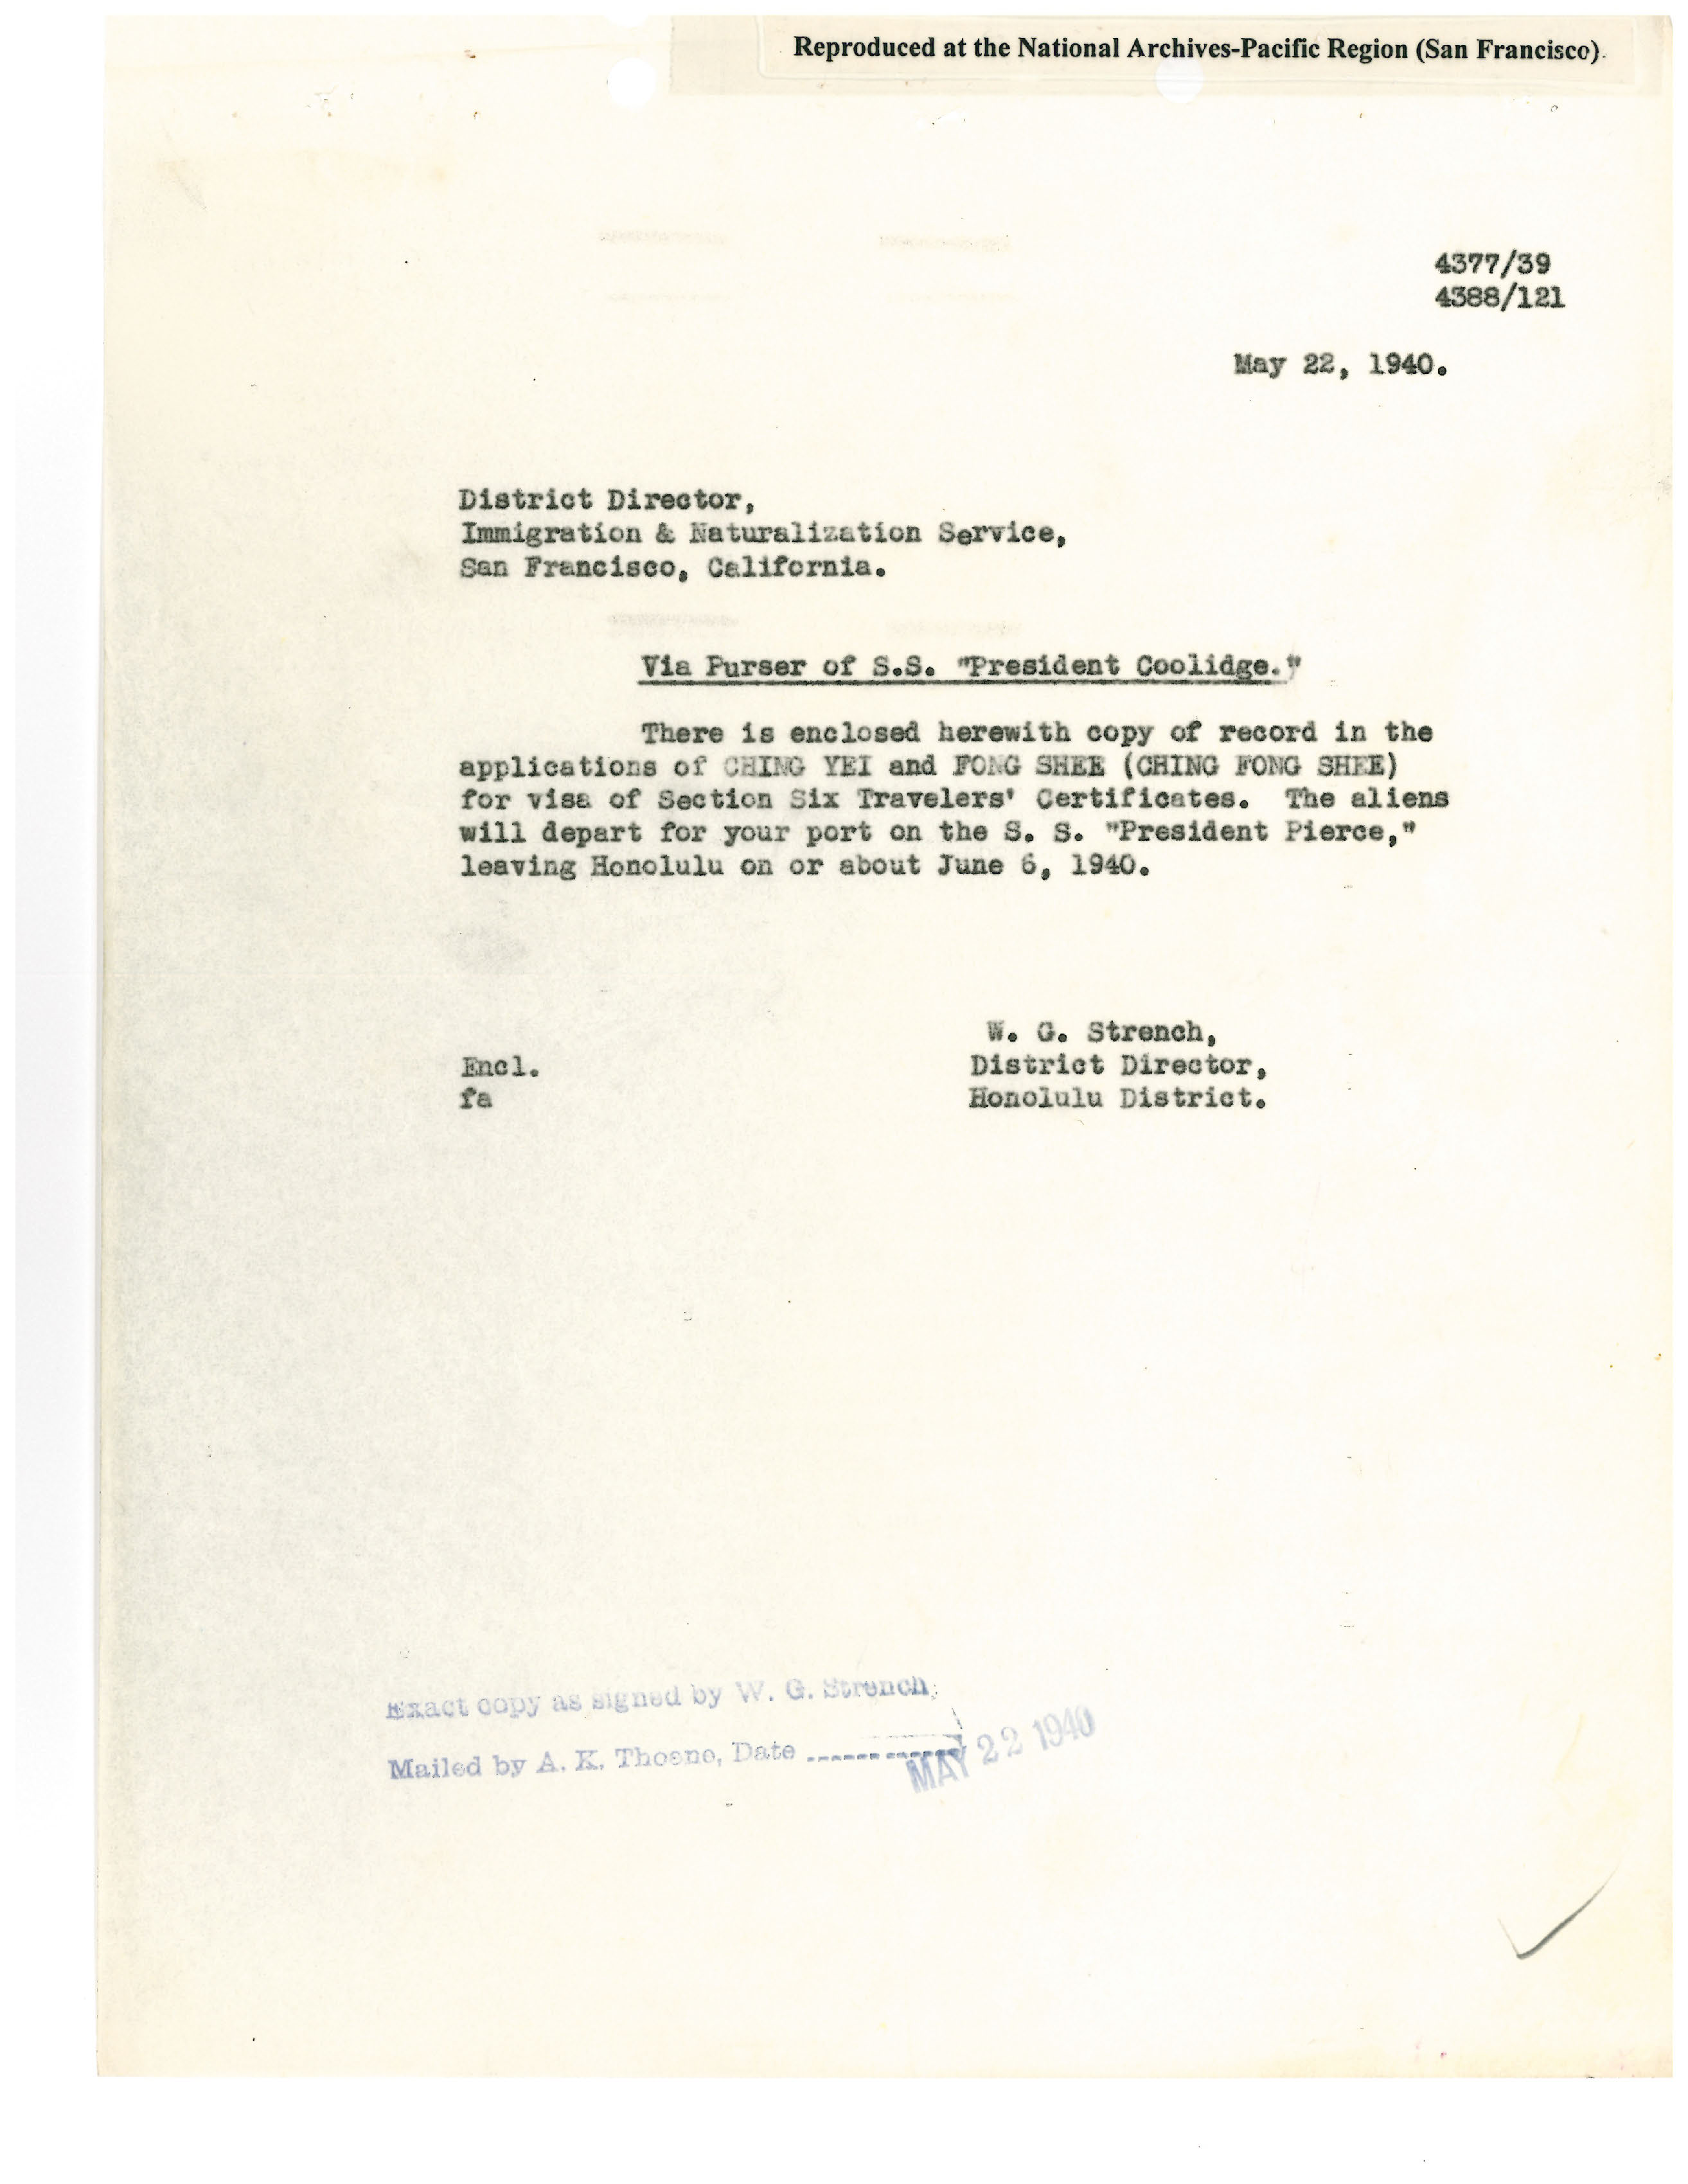 Reproduced at the National Archives-Pacific Region (San Francisco).
4377/39
4388/121
May 22, 1940.
District Director,
Immigration & Naturalization Service,
San Francisco, California.
Via Purser of S.S. "President Coolidge."
There is enclosed herewith copy of record in the
applications of CHING YEI and FONG SHEE (CHING FONG SHEE)
for visa of Section Six Travelers' Certificates. The aliens
will depart for your port on the S. S. "President Pierce,"
leaving Honolulu on or about June 6, 1940.
W. G. Strench,
Encl. District Director,
fa Honolulu District.
Exact copy as signed by W. G. Strench,
Mailed by A. K. Thoene, Date ------------
MAY 22 1940